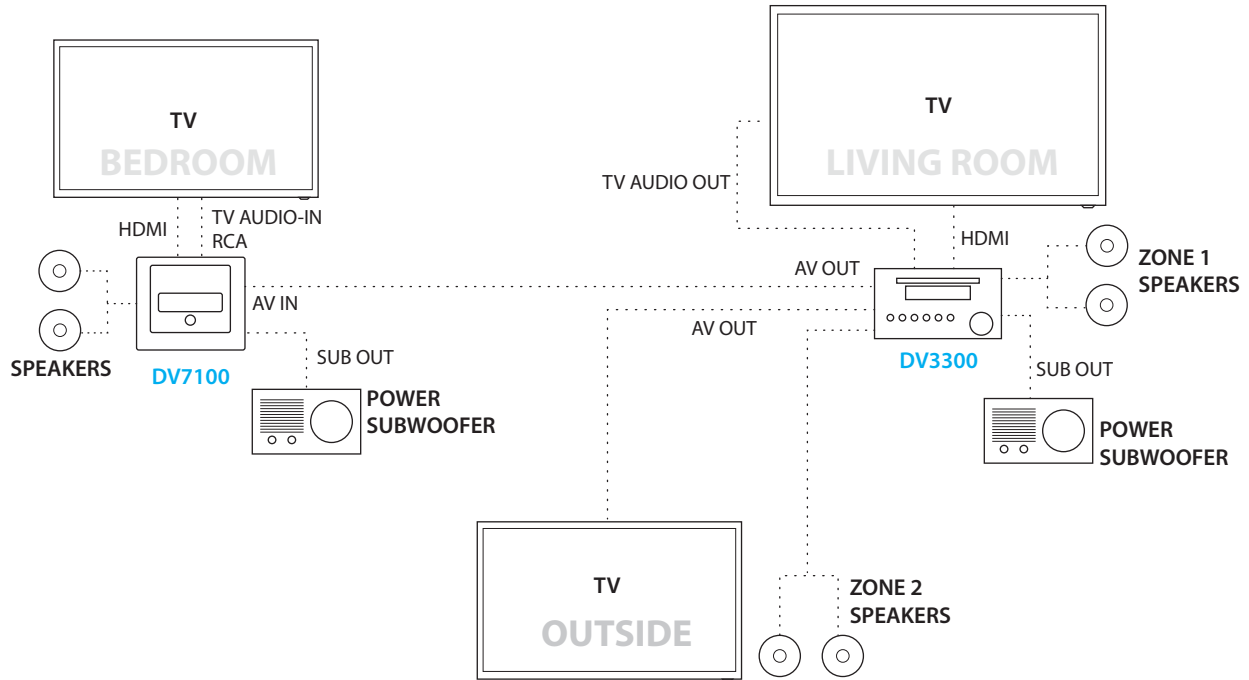 TV
BEDROOM
HDMI
TV AUDIO-IN
RCA
AV IN
SPEAKERS
DV7100
SUB OUT
POWER
SUBWOOFER
TV
LIVING ROOM
TV AUDIO OUT
HDMI
AV OUT
AV OUT
ZONE 1
SPEAKERS
DV3300
SUB OUT
POWER
SUBWOOFER
TV
OUTSIDE
ZONE 2
SPEAKERS